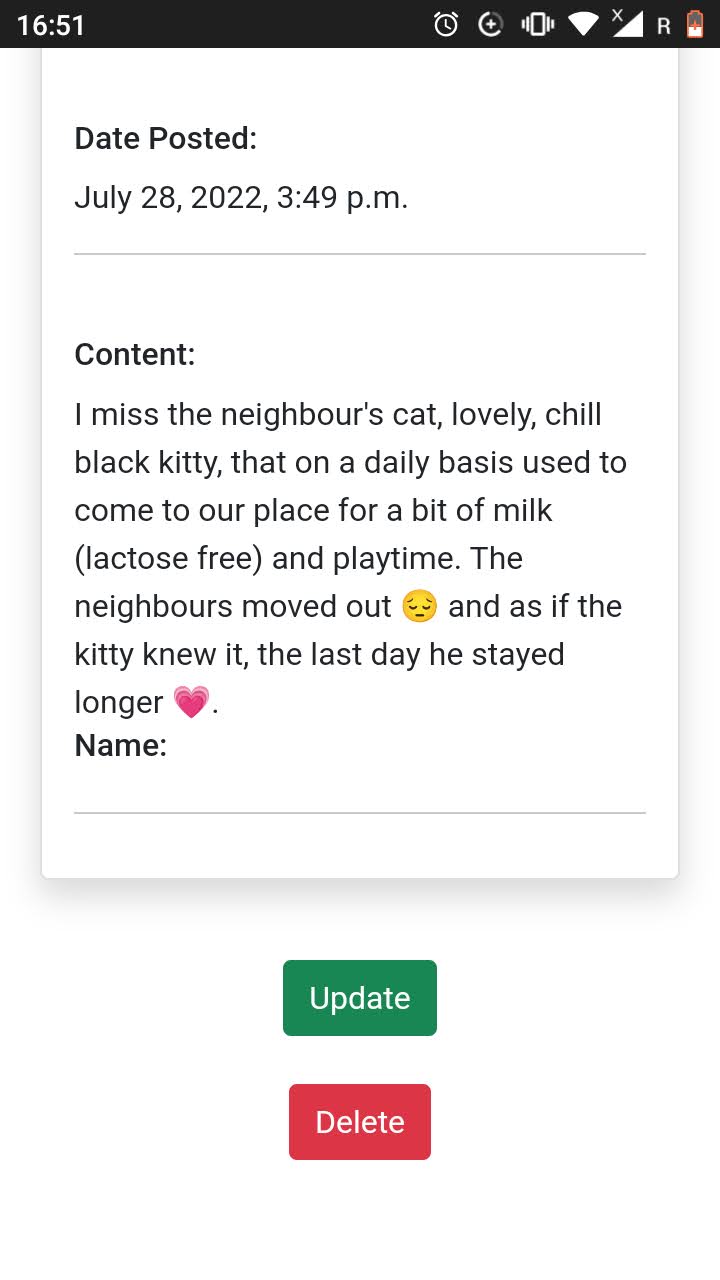 16:51
X R
Date Posted:
July 28, 2022, 3:49 p.m.
Content:
I miss the neighbour's cat, lovely, chill
black kitty, that on a daily basis used to
come to our place for a bit of milk
(lactose free) and playtime. The
neighbours moved out 😔 and as if the
kitty knew it, the last day he stayed
longer 💗.
Name:
Update
Delete